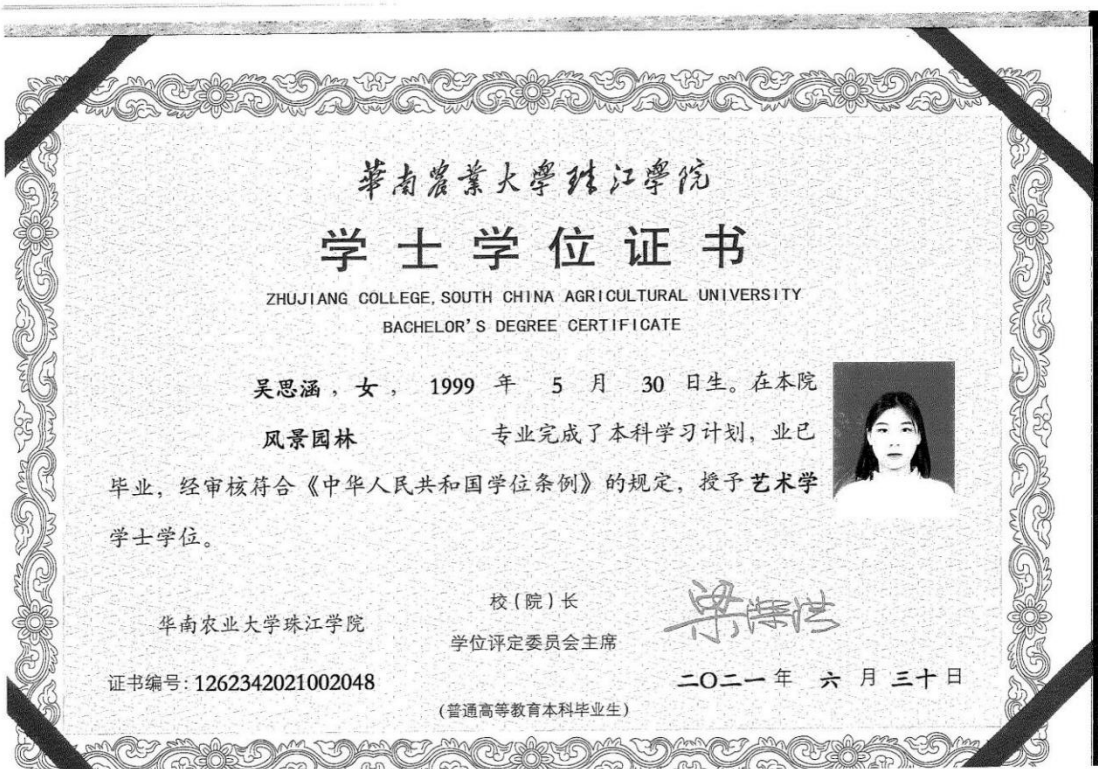 華南農業大學珠江學院
学士学位证书
ZHUJIANG COLLEGE, SOUTH CHINA AGRICULTURAL UNIVERSITY
BACHELOR'S DEGREE CERTIFICATE
吴思涵，女， 1999 年 5 月 30 日生。在本院
风景园林 专业完成了本科学习计划，业已
毕业，经审核符合《中华人民共和国学位条例》的规定，授予艺术学
学士学位。
校（院）长
华南农业大学珠江学院
学位评定委员会主席
证书编号：1262342021002048
二〇二一 年 六 月 三十 日
（普通高等教育本科毕业生）